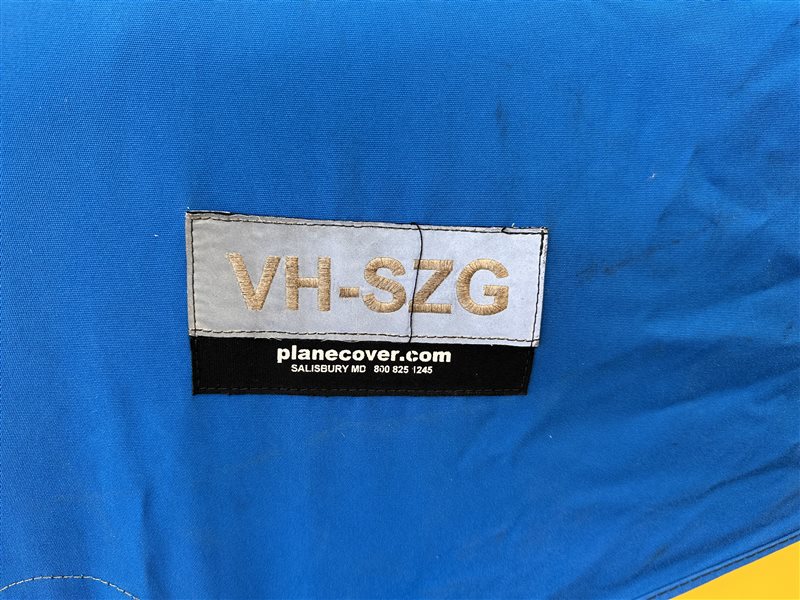 VH-SZG
planecover.com
SALISBURY MD 800 825 1245